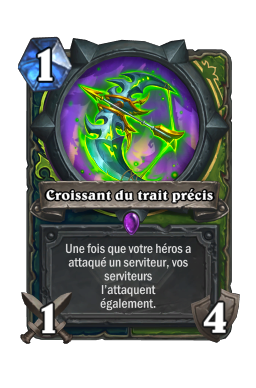 1
Croissant du trait précis
Une fois que votre héros a
attaqué un serviteur, vos
serviteurs
l'attaquent
également.
1
4